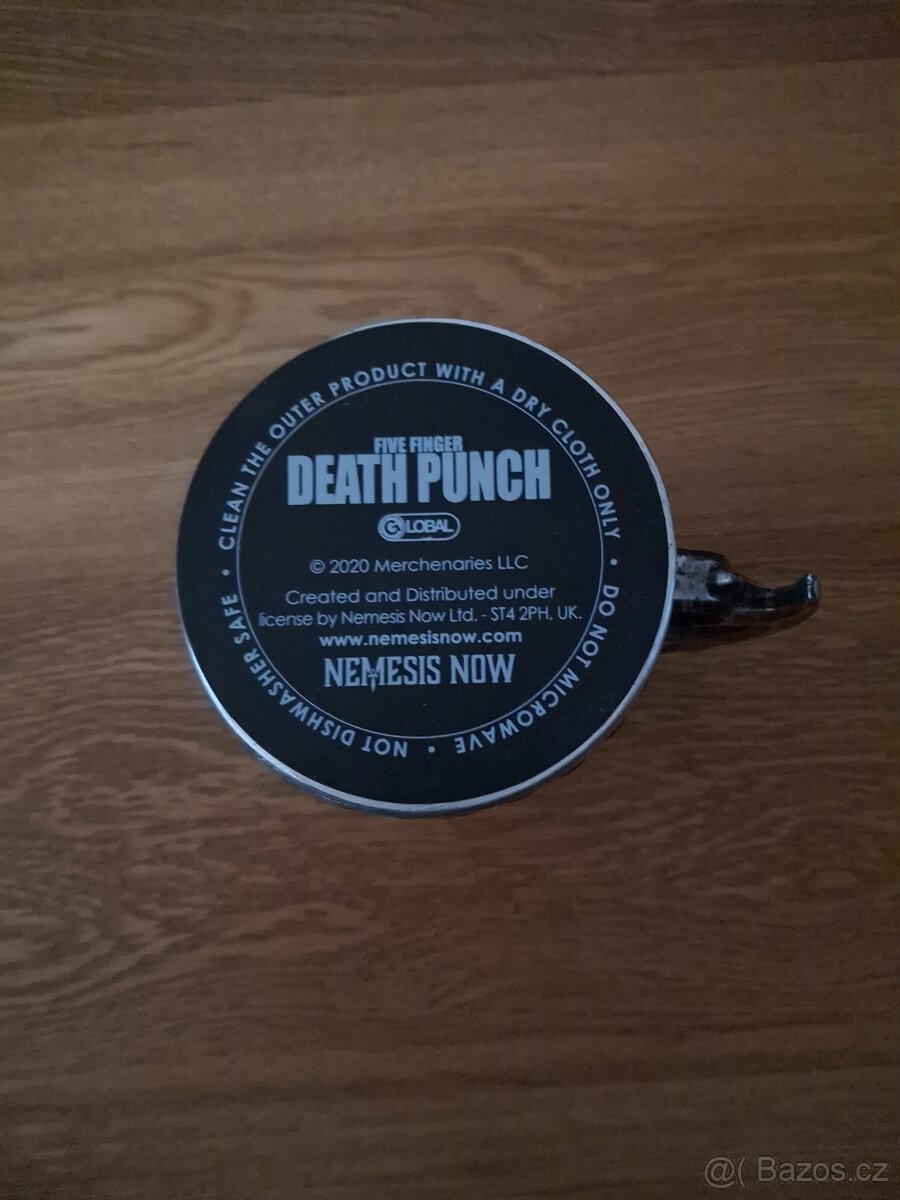 • CLEAN THE OUTER PRODUCT WITH A DRY CLOTH ONLY • DO NOT MICROWAVE • NOT DISHWASHER SAFE
FIVE FINGER
DEATH PUNCH
GLOBAL
© 2020 Merchenaries LLC
Created and Distributed under
license by Nemesis Now Ltd. - ST4 2PH, UK.
www.nemesisnow.com
NEMESIS NOW
@( Bazos.cz